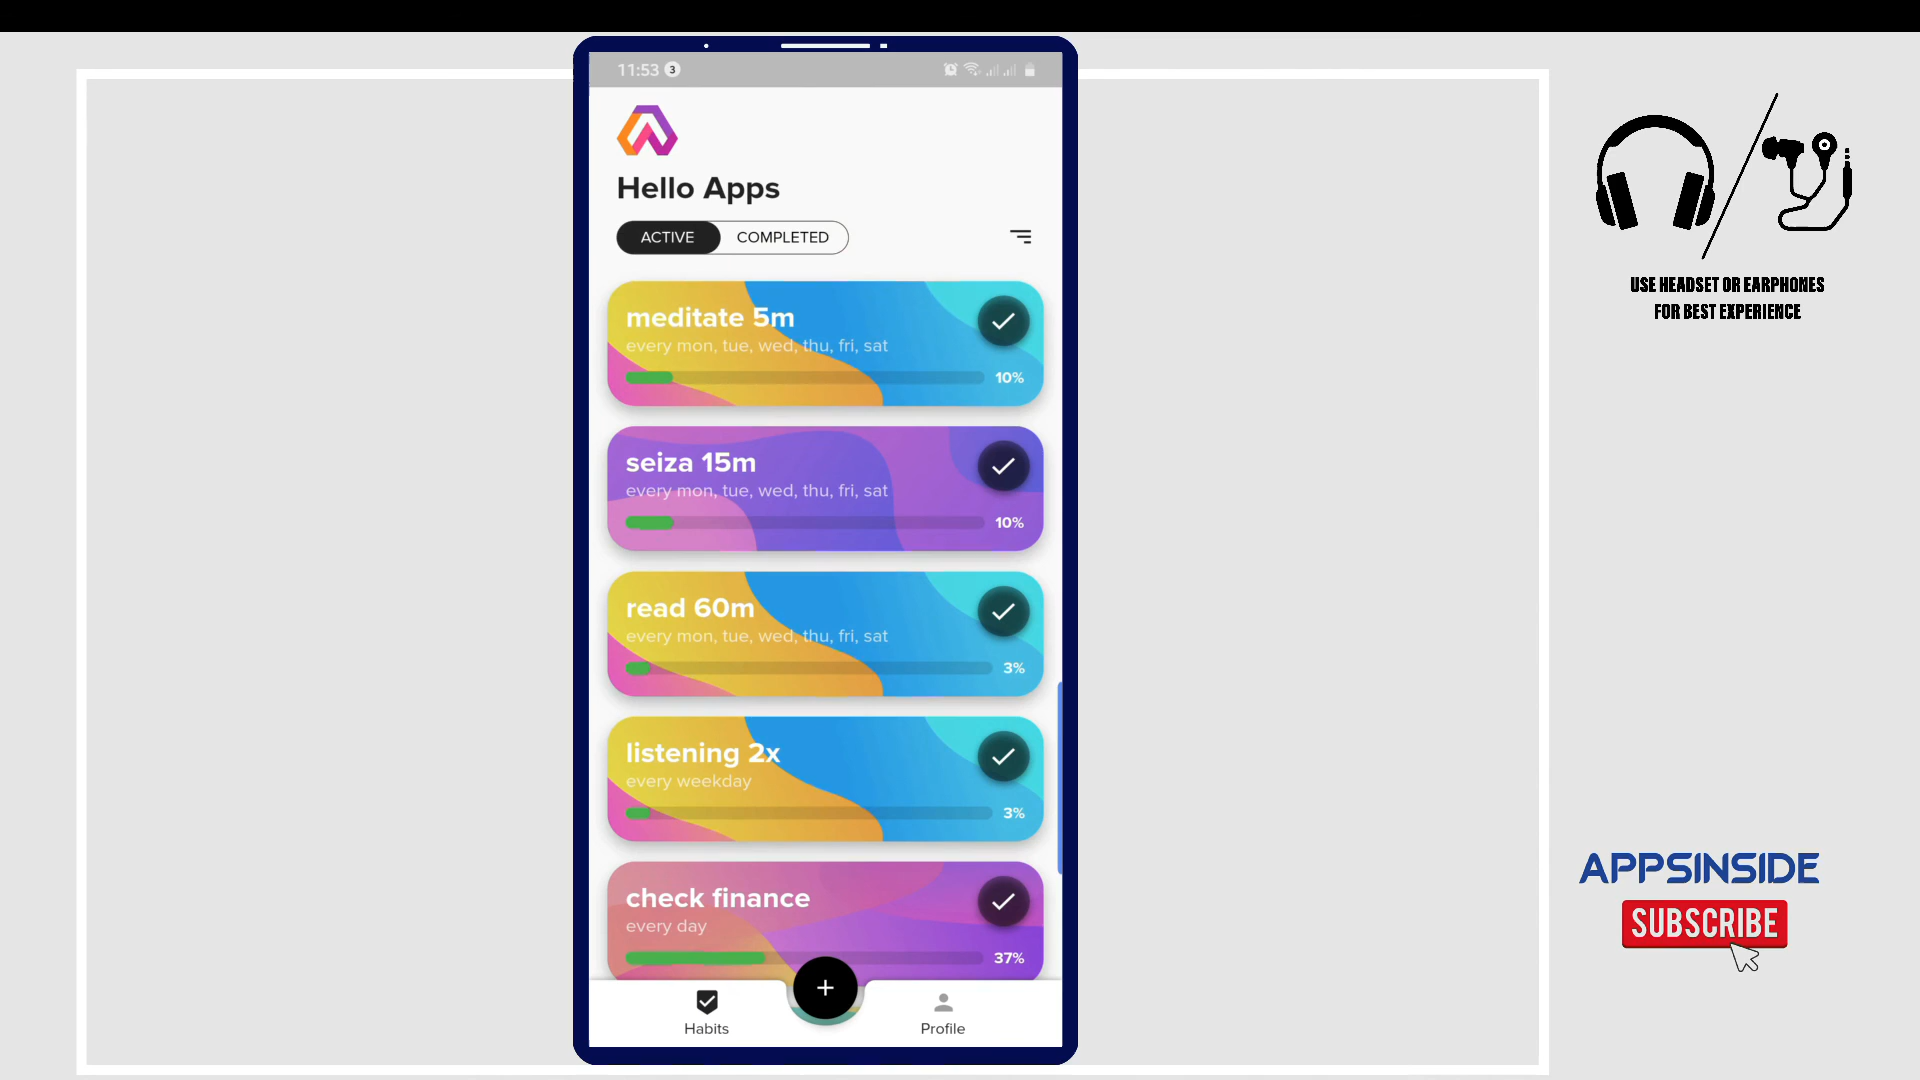 11:53 3
Hello Apps
ACTIVE COMPLETED
meditate 5m
every mon, tue, wed, thu, fri, sat
10%
seiza 15m
every mon, tue, wed, thu, fri, sat
10%
read 60m
every mon, tue, wed, thu, fri, sat
3%
listening 2x
every weekday
3%
check finance
every day
37%
Habits
Profile
USE HEADSET OR EARPHONES
FOR BEST EXPERIENCE
APPSINSIDE
SUBSCRIBE